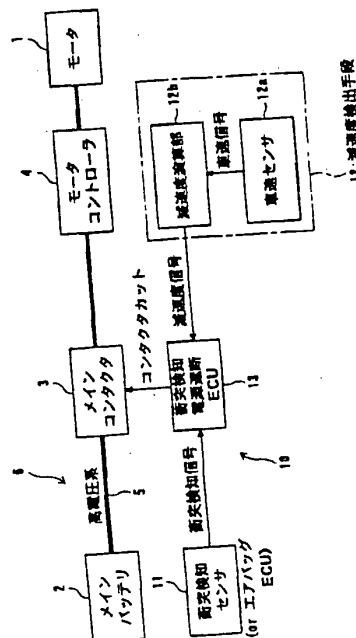 1
モータ
4
モータ
コントローラ
3
メイン
コンタクタ
6
高電圧系
5
2
メイン
バッテリ
コンタクタカット
12b
減速度演算部
車速信号
12a
車速センサ
12:減速度検出手段
減速度信号
衝突検知
電源遮断
ECU
13
衝突検知信号
10
11
衝突検知
センサ
(or エアバッグ
ECU)